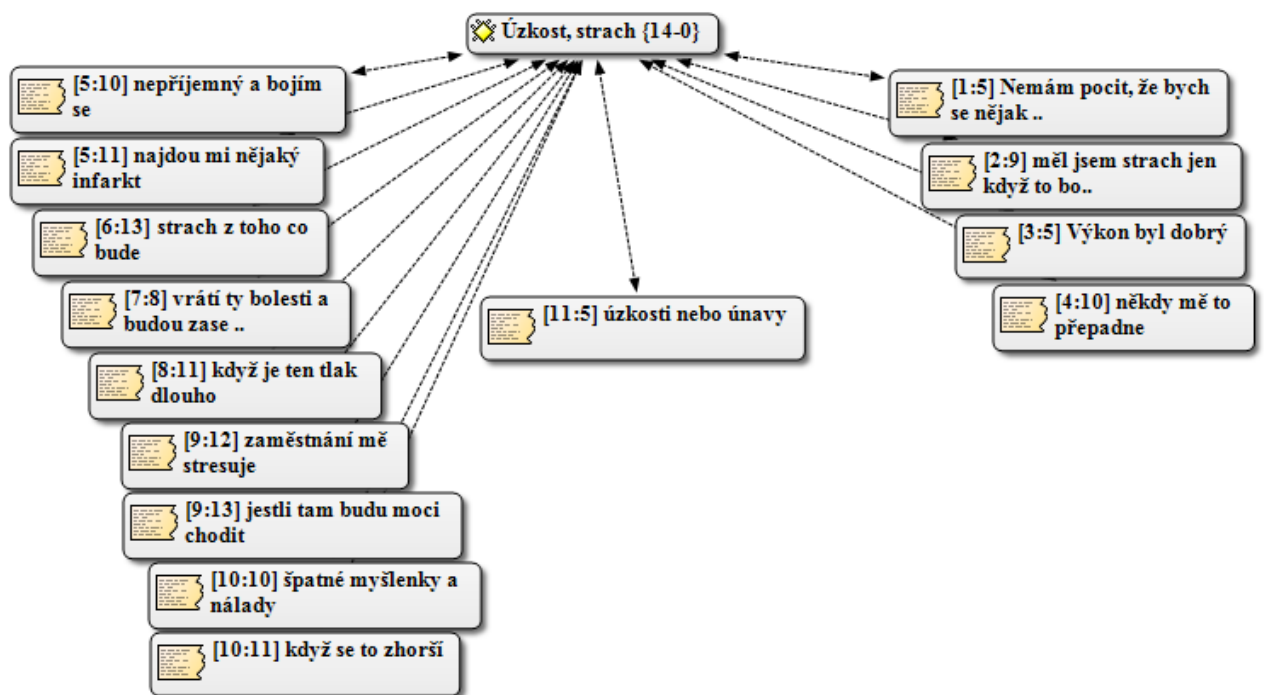 Úzkost, strach {14-0}
[5:10] nepříjemný a bojím
se
[5:11] najdou mi nějaký
infarkt
[6:13] strach z toho co
bude
[7:8] vrátí ty bolesti a
budou zase ..
[8:11] když je ten tlak
dlouho
[9:12] zaměstnání mě
stresuje
[9:13] jestli tam budu moci
chodit
[10:10] špatné myšlenky a
nálady
[10:11] když se to zhorší
[11:5] úzkosti nebo únavy
[1:5] Nemám pocit, že bych
se nějak ..
[2:9] měl jsem strach jen
když to bo..
[3:5] Výkon byl dobrý
[4:10] někdy mě to
přepadne